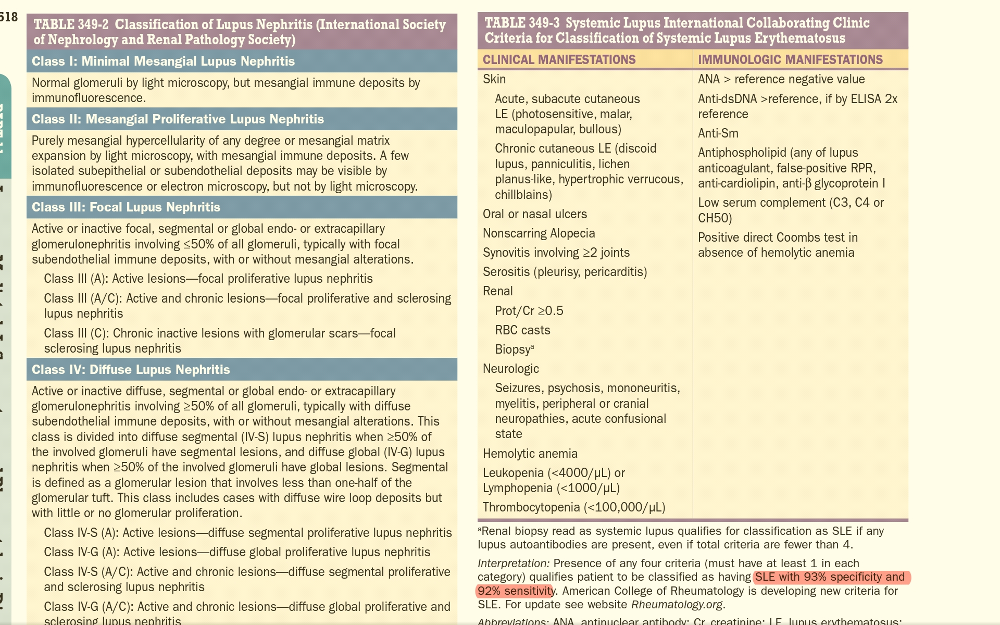 518
TABLE 349-2 Classification of Lupus Nephritis (International Society
of Nephrology and Renal Pathology Society)
Class I: Minimal Mesangial Lupus Nephritis
Normal glomeruli by light microscopy, but mesangial immune deposits by
immunofluorescence.
Class II: Mesangial Proliferative Lupus Nephritis
Purely mesangial hypercellularity of any degree or mesangial matrix
expansion by light microscopy, with mesangial immune deposits. A few
isolated subepithelial or subendothelial deposits may be visible by
immunofluorescence or electron microscopy, but not by light microscopy.
Class III: Focal Lupus Nephritis
Active or inactive focal, segmental or global endo- or extracapillary
glomerulonephritis involving ≤50% of all glomeruli, typically with focal
subendothelial immune deposits, with or without mesangial alterations.
Class III (A): Active lesions—focal proliferative lupus nephritis
Class III (A/C): Active and chronic lesions—focal proliferative and sclerosing
lupus nephritis
Class III (C): Chronic inactive lesions with glomerular scars—focal
sclerosing lupus nephritis
Class IV: Diffuse Lupus Nephritis
Active or inactive diffuse, segmental or global endo- or extracapillary
glomerulonephritis involving ≥50% of all glomeruli, typically with diffuse
subendothelial immune deposits, with or without mesangial alterations. This
class is divided into diffuse segmental (IV-S) lupus nephritis when ≥50% of
the involved glomeruli have segmental lesions, and diffuse global (IV-G) lupus
nephritis when ≥50% of the involved glomeruli have global lesions. Segmental
is defined as a glomerular lesion that involves less than one-half of the
glomerular tuft. This class includes cases with diffuse wire loop deposits but
with little or no glomerular proliferation.
Class IV-S (A): Active lesions—diffuse segmental proliferative lupus nephritis
Class IV-G (A): Active lesions—diffuse global proliferative lupus nephritis
Class IV-S (A/C): Active and chronic lesions—diffuse segmental proliferative
and sclerosing lupus nephritis
Class IV-G (A/C): Active and chronic lesions—diffuse global proliferative and
sclerosing lupus nephritis
TABLE 349-3 Systemic Lupus International Collaborating Clinic
Criteria for Classification of Systemic Lupus Erythematosus
CLINICAL MANIFESTATIONS
Skin
Acute, subacute cutaneous
LE (photosensitive, malar,
maculopapular, bullous)
Chronic cutaneous LE (discoid
lupus, panniculitis, lichen
planus-like, hypertrophic verrucous,
chillblains)
Oral or nasal ulcers
Nonscarring Alopecia
Synovitis involving ≥2 joints
Serositis (pleurisy, pericarditis)
Renal
Prot/Cr ≥0.5
RBC casts
Biopsyᵃ
Neurologic
Seizures, psychosis, mononeuritis,
myelitis, peripheral or cranial
neuropathies, acute confusional
state
Hemolytic anemia
Leukopenia (<4000/μL) or
Lymphopenia (<1000/μL)
Thrombocytopenia (<100,000/μL)
IMMUNOLOGIC MANIFESTATIONS
ANA > reference negative value
Anti-dsDNA >reference, if by ELISA 2x
reference
Anti-Sm
Antiphospholipid (any of lupus
anticoagulant, false-positive RPR,
anti-cardiolipin, anti-β glycoprotein I
Low serum complement (C3, C4 or
CH50)
Positive direct Coombs test in
absence of hemolytic anemia
ᵃRenal biopsy read as systemic lupus qualifies for classification as SLE if any
lupus autoantibodies are present, even if total criteria are fewer than 4.
Interpretation: Presence of any four criteria (must have at least 1 in each
category) qualifies patient to be classified as having SLE with 93% specificity and
92% sensitivity. American College of Rheumatology is developing new criteria for
SLE. For update see website Rheumatology.org.
Abbreviations: ANA, antinuclear antibody; Cr, creatinine; LE, lupus erythematosus;